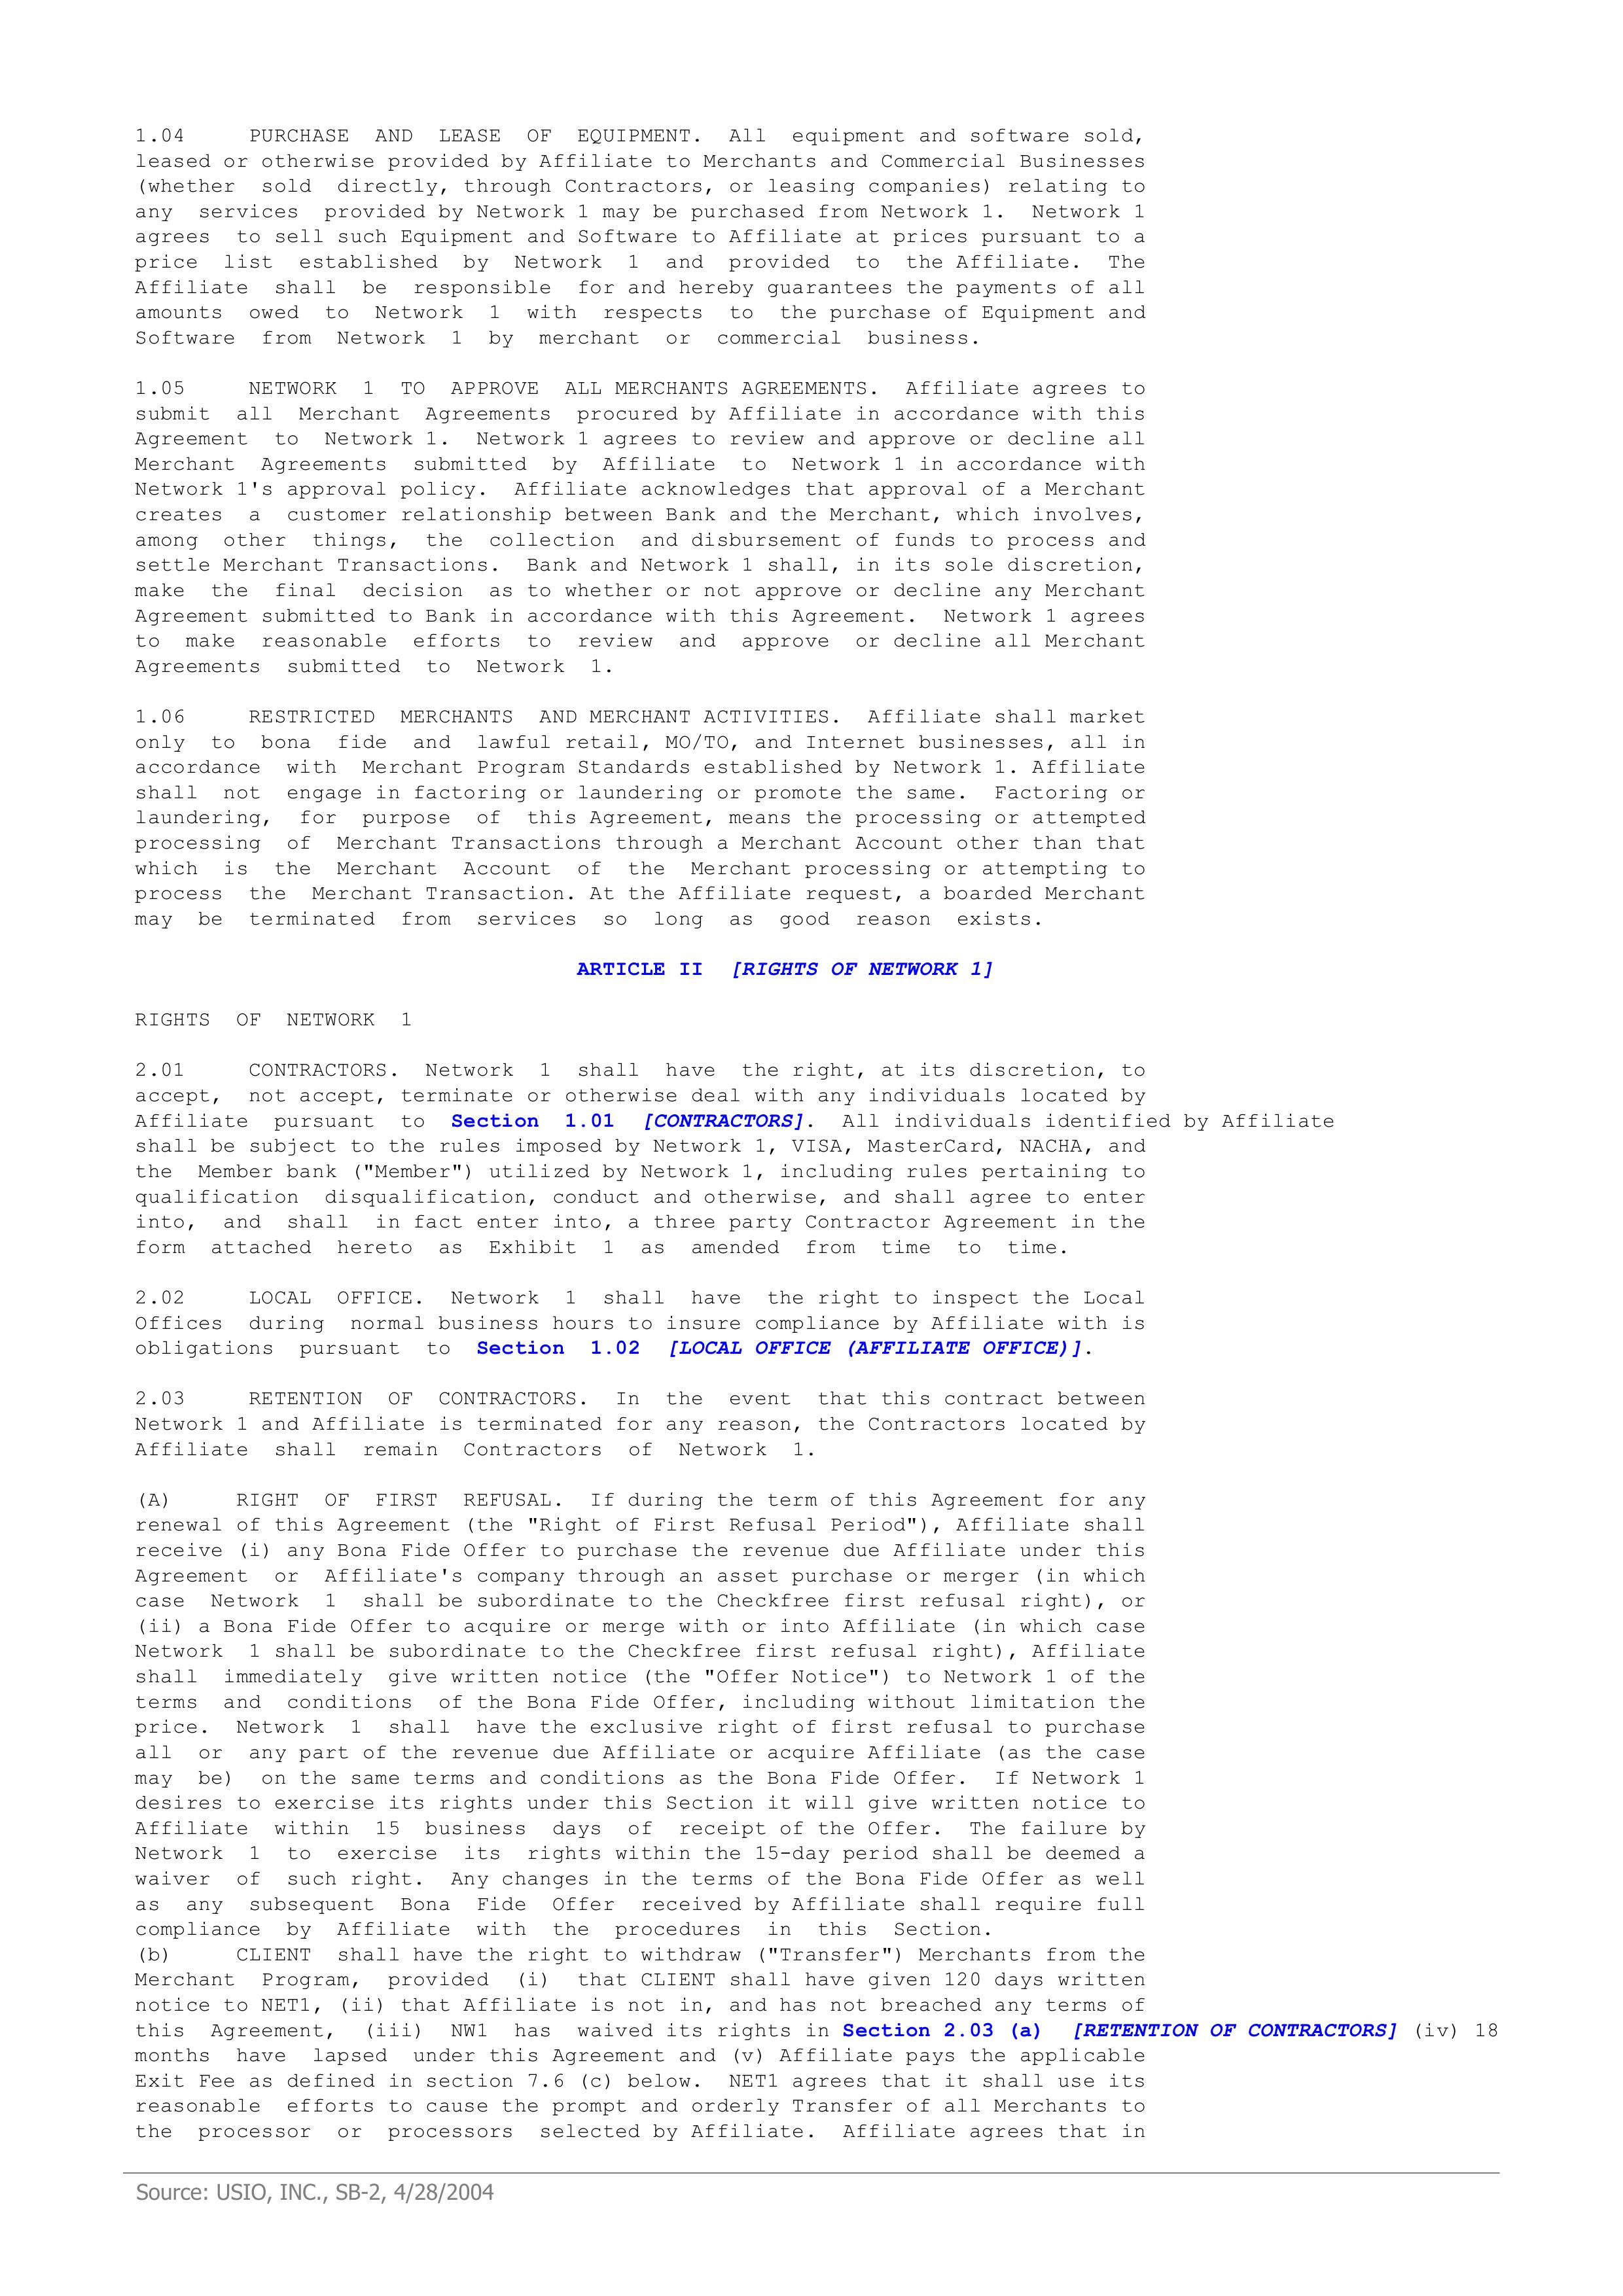 1.04 PURCHASE AND LEASE OF EQUIPMENT. All equipment and software sold,
leased or otherwise provided by Affiliate to Merchants and Commercial Businesses
(whether sold directly, through Contractors, or leasing companies) relating to
any services provided by Network 1 may be purchased from Network 1. Network 1
agrees to sell such Equipment and Software to Affiliate at prices pursuant to a
price list established by Network 1 and provided to the Affiliate. The
Affiliate shall be responsible for and hereby guarantees the payments of all
amounts owed to Network 1 with respects to the purchase of Equipment and
Software from Network 1 by merchant or commercial business.
1.05 NETWORK 1 TO APPROVE ALL MERCHANTS AGREEMENTS. Affiliate agrees to
submit all Merchant Agreements procured by Affiliate in accordance with this
Agreement to Network 1. Network 1 agrees to review and approve or decline all
Merchant Agreements submitted by Affiliate to Network 1 in accordance with
Network 1's approval policy. Affiliate acknowledges that approval of a Merchant
creates a customer relationship between Bank and the Merchant, which involves,
among other things, the collection and disbursement of funds to process and
settle Merchant Transactions. Bank and Network 1 shall, in its sole discretion,
make the final decision as to whether or not approve or decline any Merchant
Agreement submitted to Bank in accordance with this Agreement. Network 1 agrees
to make reasonable efforts to review and approve or decline all Merchant
Agreements submitted to Network 1.
1.06 RESTRICTED MERCHANTS AND MERCHANT ACTIVITIES. Affiliate shall market
only to bona fide and lawful retail, MO/TO, and Internet businesses, all in
accordance with Merchant Program Standards established by Network 1. Affiliate
shall not engage in factoring or laundering or promote the same. Factoring or
laundering, for purpose of this Agreement, means the processing or attempted
processing of Merchant Transactions through a Merchant Account other than that
which is the Merchant Account of the Merchant processing or attempting to
process the Merchant Transaction. At the Affiliate request, a boarded Merchant
may be terminated from services so long as good reason exists.
ARTICLE II [RIGHTS OF NETWORK 1]
RIGHTS OF NETWORK 1
2.01 CONTRACTORS. Network 1 shall have the right, at its discretion, to
accept, not accept, terminate or otherwise deal with any individuals located by
Affiliate pursuant to Section 1.01 [CONTRACTORS]. All individuals identified by Affiliate
shall be subject to the rules imposed by Network 1, VISA, MasterCard, NACHA, and
the Member bank ("Member") utilized by Network 1, including rules pertaining to
qualification disqualification, conduct and otherwise, and shall agree to enter
into, and shall in fact enter into, a three party Contractor Agreement in the
form attached hereto as Exhibit 1 as amended from time to time.
2.02 LOCAL OFFICE. Network 1 shall have the right to inspect the Local
Offices during normal business hours to insure compliance by Affiliate with is
obligations pursuant to Section 1.02 [LOCAL OFFICE (AFFILIATE OFFICE)].
2.03 RETENTION OF CONTRACTORS. In the event that this contract between
Network 1 and Affiliate is terminated for any reason, the Contractors located by
Affiliate shall remain Contractors of Network 1.
(A) RIGHT OF FIRST REFUSAL. If during the term of this Agreement for any
renewal of this Agreement (the "Right of First Refusal Period"), Affiliate shall
receive (i) any Bona Fide Offer to purchase the revenue due Affiliate under this
Agreement or Affiliate's company through an asset purchase or merger (in which
case Network 1 shall be subordinate to the Checkfree first refusal right), or
(ii) a Bona Fide Offer to acquire or merge with or into Affiliate (in which case
Network 1 shall be subordinate to the Checkfree first refusal right), Affiliate
shall immediately give written notice (the "Offer Notice") to Network 1 of the
terms and conditions of the Bona Fide Offer, including without limitation the
price. Network 1 shall have the exclusive right of first refusal to purchase
all or any part of the revenue due Affiliate or acquire Affiliate (as the case
may be) on the same terms and conditions as the Bona Fide Offer. If Network 1
desires to exercise its rights under this Section it will give written notice to
Affiliate within 15 business days of receipt of the Offer. The failure by
Network 1 to exercise its rights within the 15-day period shall be deemed a
waiver of such right. Any changes in the terms of the Bona Fide Offer as well
as any subsequent Bona Fide Offer received by Affiliate shall require full
compliance by Affiliate with the procedures in this Section.
(b) CLIENT shall have the right to withdraw ("Transfer") Merchants from the
Merchant Program, provided (i) that CLIENT shall have given 120 days written
notice to NET1, (ii) that Affiliate is not in, and has not breached any terms of
this Agreement, (iii) NW1 has waived its rights in Section 2.03 (a) [RETENTION OF CONTRACTORS] (iv) 18
months have lapsed under this Agreement and (v) Affiliate pays the applicable
Exit Fee as defined in section 7.6 (c) below. NET1 agrees that it shall use its
reasonable efforts to cause the prompt and orderly Transfer of all Merchants to
the processor or processors selected by Affiliate. Affiliate agrees that in
Source: USIO, INC., SB-2, 4/28/2004